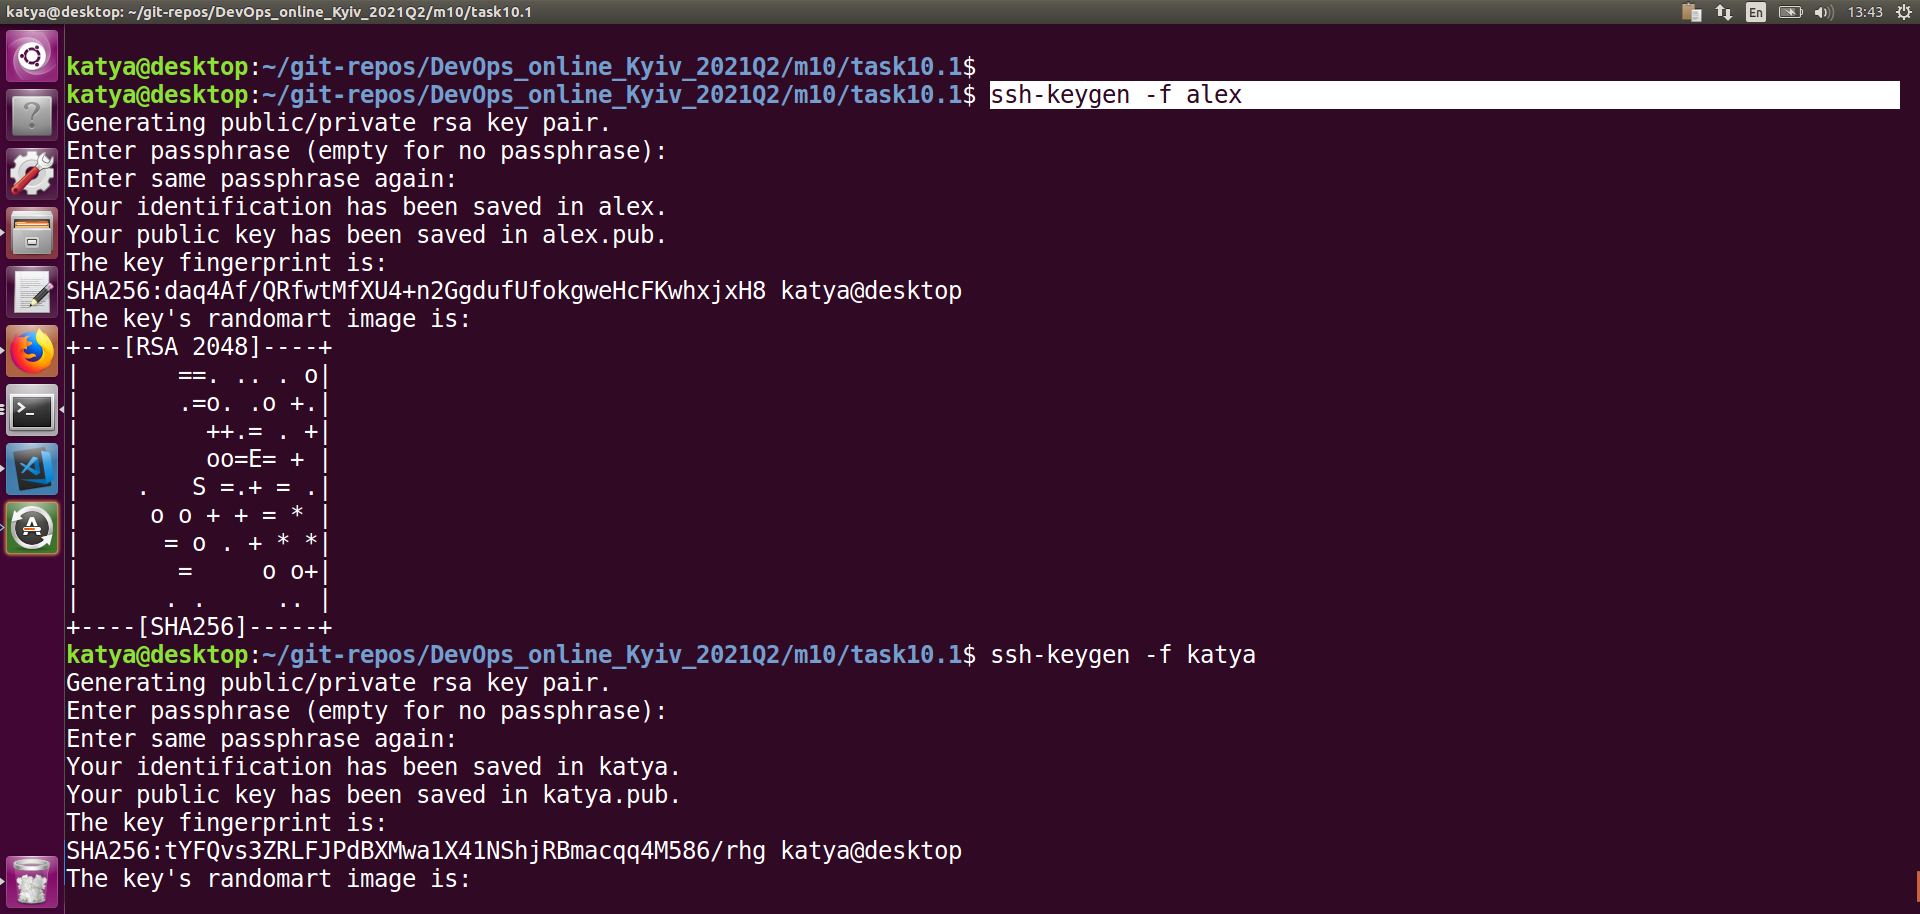 katya@desktop: ~/git-repos/DevOps_online_Kyiv_2021Q2/m10/task10.1
En
13:43
katya@desktop:~/git-repos/DevOps_online_Kyiv_2021Q2/m10/task10.1$
katya@desktop:~/git-repos/DevOps_online_Kyiv_2021Q2/m10/task10.1$ ssh-keygen -f alex
Generating public/private rsa key pair.
Enter passphrase (empty for no passphrase):
Enter same passphrase again:
Your identification has been saved in alex.
Your public key has been saved in alex.pub.
The key fingerprint is:
SHA256:daq4Af/QRfwtMfXU4+n2GgdufUfokgweHcFKwhxjxH8 katya@desktop
The key's randomart image is:
+---[RSA 2048]----+
|       ==. .. . o|
|       .=o. .o +.|
|         ++.= . +|
|         oo=E= + |
|    .   S =.+ = .|
|     o o + + = * |
|      = o . + * *|
|       =     o o+|
|      . .     .. |
+----[SHA256]-----+
katya@desktop:~/git-repos/DevOps_online_Kyiv_2021Q2/m10/task10.1$ ssh-keygen -f katya
Generating public/private rsa key pair.
Enter passphrase (empty for no passphrase):
Enter same passphrase again:
Your identification has been saved in katya.
Your public key has been saved in katya.pub.
The key fingerprint is:
SHA256:tYFQvs3ZRLFJPdBXMwa1X41NShjRBmacqq4M586/rhg katya@desktop
The key's randomart image is: